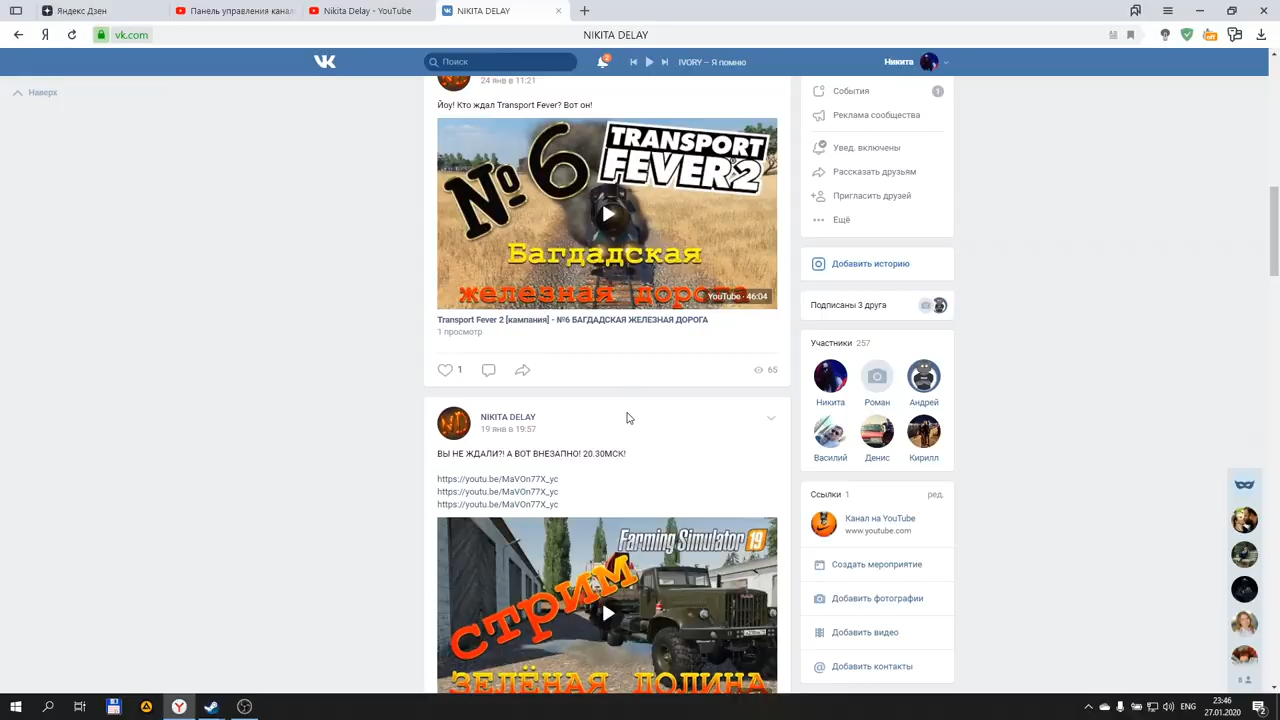 Яндекс.Дзен
Транспорт управления канал
Nikita Delay - YouTube
NIKITA DELAY
Я
vk.com
NIKITA DELAY
Поиск
2
IVORY – Я помню
Никита
Наверх
24 янв в 11:21
Йоу! Кто ждал Transport Fever? Вот он!
№6
TRANSPORT
FEVER 2
Багдадская
железная дорога
YouTube · 46:04
Transport Fever 2 [кампания] - №6 БАГДАДСКАЯ ЖЕЛЕЗНАЯ ДОРОГА
1 просмотр
1
65
NIKITA DELAY
19 янв в 19:57
ВЫ НЕ ЖДАЛИ?! А ВОТ ВНЕЗАПНО! 20.30МСК!
https://youtu.be/MaVOn77X_yc
https://youtu.be/MaVOn77X_yc
https://youtu.be/MaVOn77X_yc
Farming Simulator 19
СТРИМ
ЗЕЛЁНАЯ ДОЛИНА
События
1
Реклама сообщества
Увед. включены
Рассказать друзьям
Пригласить друзей
Ещё
Добавить историю
Подписаны 3 друга
Участники 257
Никита
Роман
Андрей
Василий
Денис
Кирилл
Ссылки 1
ред.
Канал на YouTube
www.youtube.com
Создать мероприятие
Добавить фотографии
Добавить видео
Добавить контакты
8
ENG
23:46
27.01.2020
2